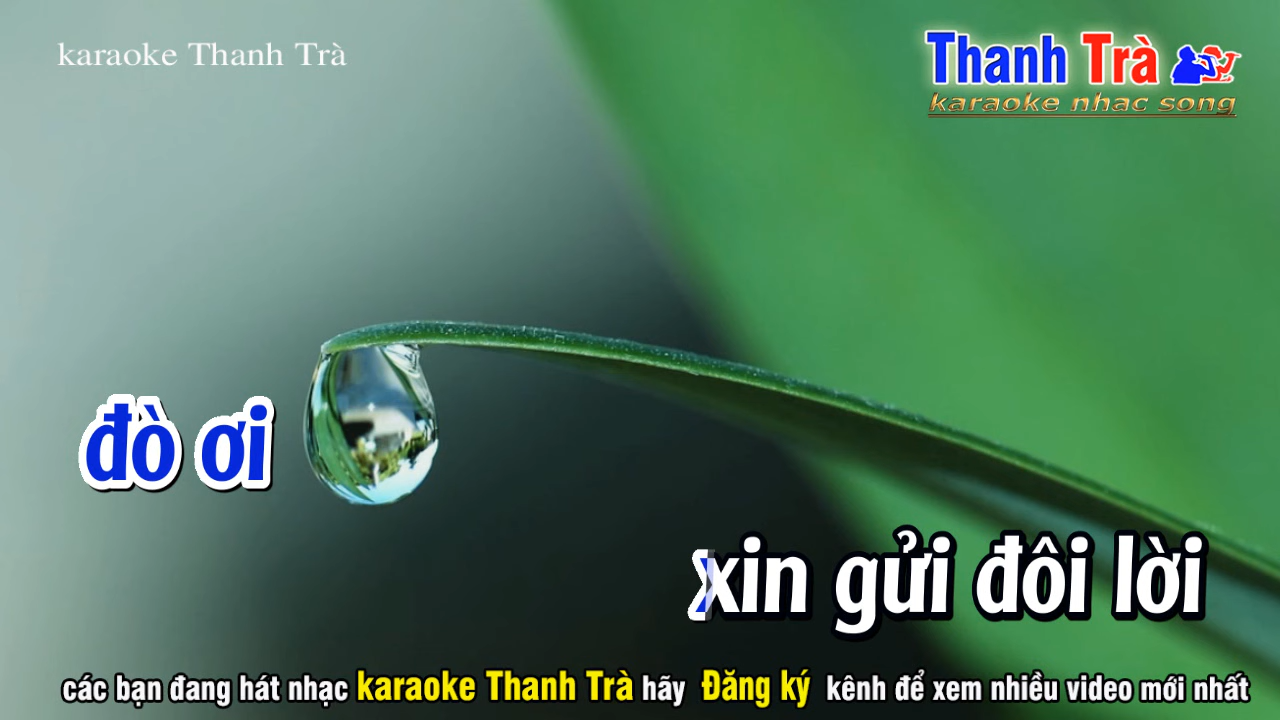 karaoke Thanh Trà
Thanh Trà
karaoke nhac song
đò ơi
xin gửi đôi lời
các bạn đang hát nhạc karaoke Thanh Trà hãy Đăng ký kênh để xem nhiều video mới nhất